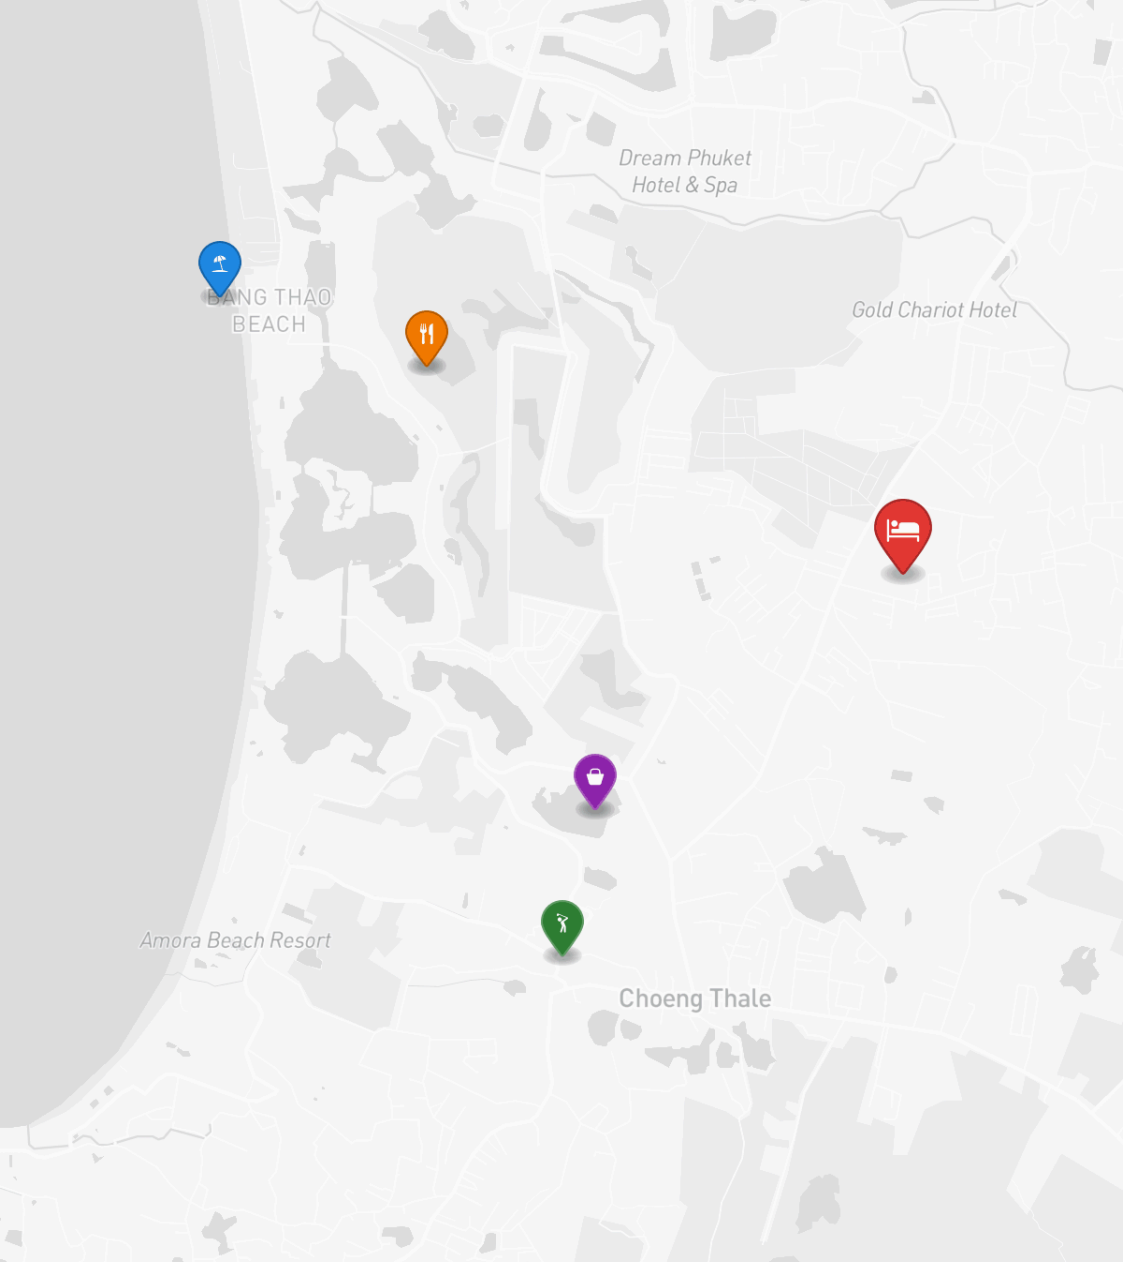 Dream Phuket
Hotel & Spa
BANG THAO
BEACH
Gold Chariot Hotel
Amora Beach Resort
Choeng Thale